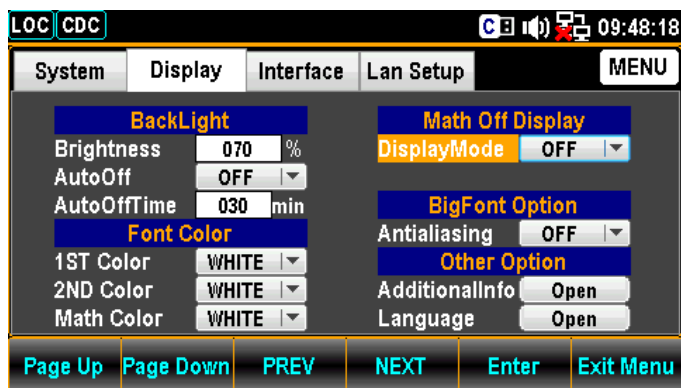 LOC CDC C 09:48:18
System Display Interface Lan Setup MENU
BackLight
Brightness 070 %
AutoOff OFF
AutoOffTime 030 min
Font Color
1ST Color WHITE
2ND Color WHITE
Math Color WHITE
Math Off Display
DisplayMode OFF
BigFont Option
Antialiasing OFF
Other Option
AdditionalInfo Open
Language Open
Page Up Page Down PREV NEXT Enter Exit Menu